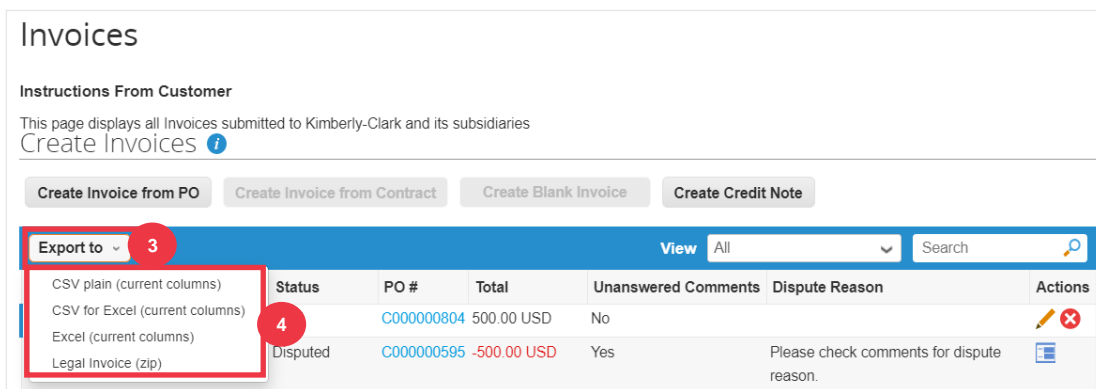 Invoices
Instructions From Customer
This page displays all Invoices submitted to Kimberly-Clark and its subsidiaries
Create Invoices i
Create Invoice from PO Create Invoice from Contract Create Blank Invoice Create Credit Note
Export to 3 View All Search
CSV plain (current columns) Status PO # Total Unanswered Comments Dispute Reason Actions
CSV for Excel (current columns) 4 C000000804 500.00 USD No
Excel (current columns)
Legal Invoice (zip) Disputed C000000595 -500.00 USD Yes Please check comments for dispute
reason.